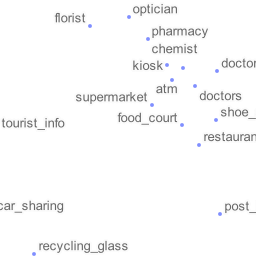 optician
florist
pharmacy
chemist
kiosk
doctor
atm
supermarket
doctors
food_court
shoe_
tourist_info
restauran
car_sharing
post_
recycling_glass